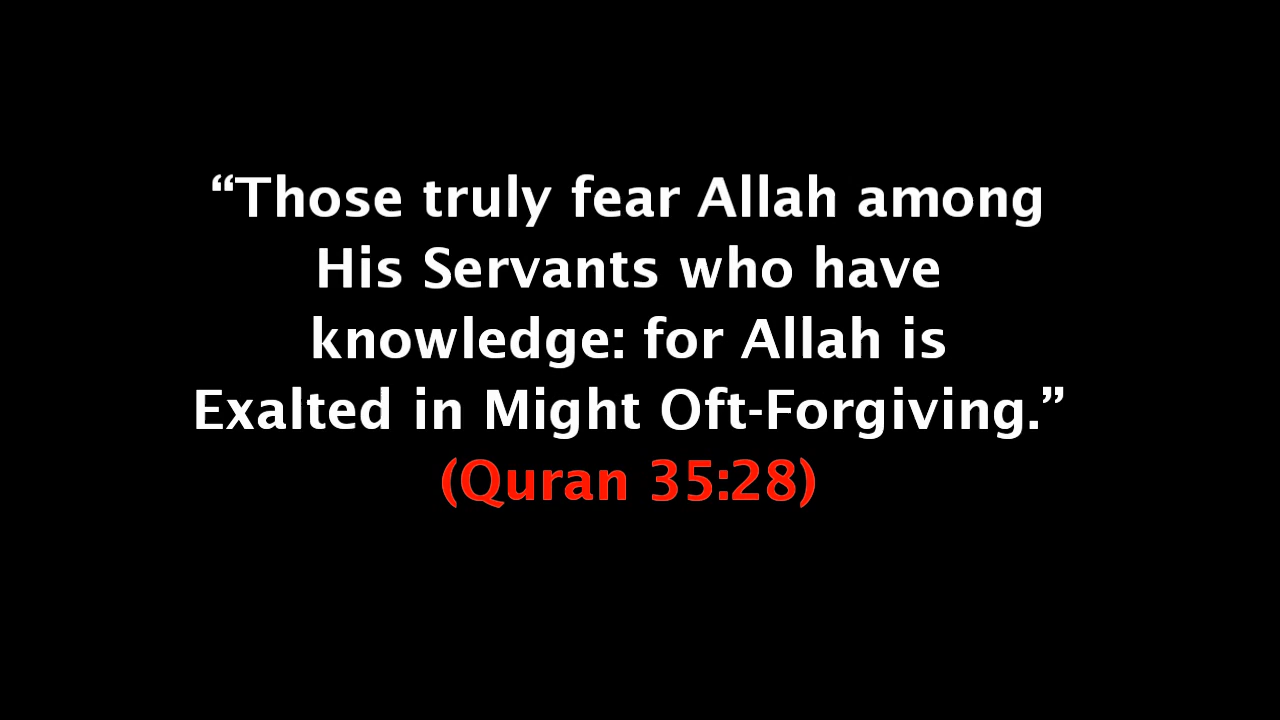 “Those truly fear Allah among
His Servants who have
knowledge: for Allah is
Exalted in Might Oft-Forgiving.”
(Quran 35:28)